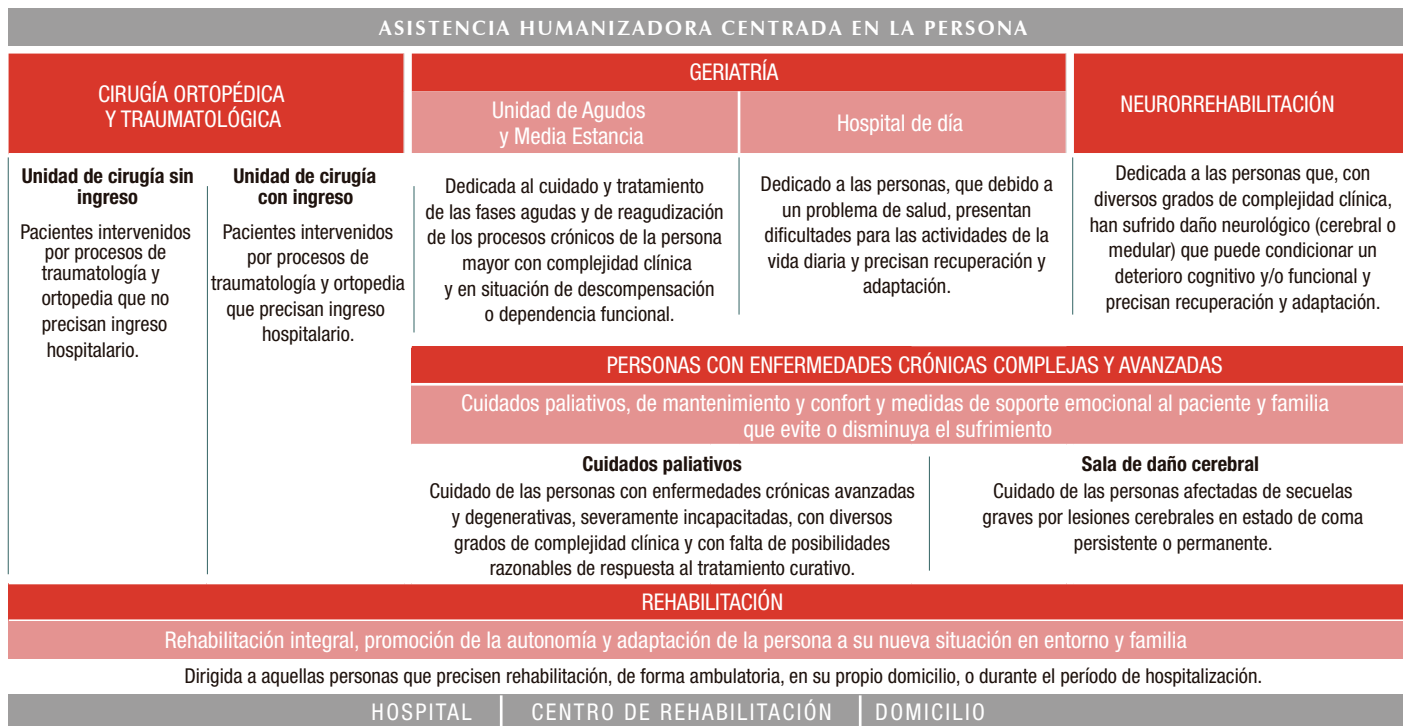 ASISTENCIA HUMANIZADORA CENTRADA EN LA PERSONA
CIRUGÍA ORTOPÉDICA
Y TRAUMATOLÓGICA
Unidad de cirugía sin
ingreso
Pacientes intervenidos
por procesos de
traumatología y
ortopedia que no
precisan ingreso
hospitalario.
Unidad de cirugía
con ingreso
Pacientes intervenidos
por procesos de
traumatología y ortopedia
que precisan ingreso
hospitalario.
GERIATRÍA
Unidad de Agudos
y Media Estancia
Dedicada al cuidado y tratamiento
de las fases agudas y de reagudización
de los procesos crónicos de la persona
mayor con complejidad clínica
y en situación de descompensación
o dependencia funcional.
Hospital de día
Dedicado a las personas, que debido a
un problema de salud, presentan
dificultades para las actividades de la
vida diaria y precisan recuperación y
adaptación.
NEURORREHABILITACIÓN
Dedicada a las personas que, con
diversos grados de complejidad clínica,
han sufrido daño neurológico (cerebral o
medular) que puede condicionar un
deterioro cognitivo y/o funcional y
precisan recuperación y adaptación.
PERSONAS CON ENFERMEDADES CRÓNICAS COMPLEJAS Y AVANZADAS
Cuidados paliativos, de mantenimiento y confort y medidas de soporte emocional al paciente y familia
que evite o disminuya el sufrimiento
Cuidados paliativos
Cuidado de las personas con enfermedades crónicas avanzadas
y degenerativas, severamente incapacitadas, con diversos
grados de complejidad clínica y con falta de posibilidades
razonables de respuesta al tratamiento curativo.
Sala de daño cerebral
Cuidado de las personas afectadas de secuelas
graves por lesiones cerebrales en estado de coma
persistente o permanente.
REHABILITACIÓN
Rehabilitación integral, promoción de la autonomía y adaptación de la persona a su nueva situación en entorno y familia
Dirigida a aquellas personas que precisen rehabilitación, de forma ambulatoria, en su propio domicilio, o durante el período de hospitalización.
HOSPITAL | CENTRO DE REHABILITACIÓN | DOMICILIO